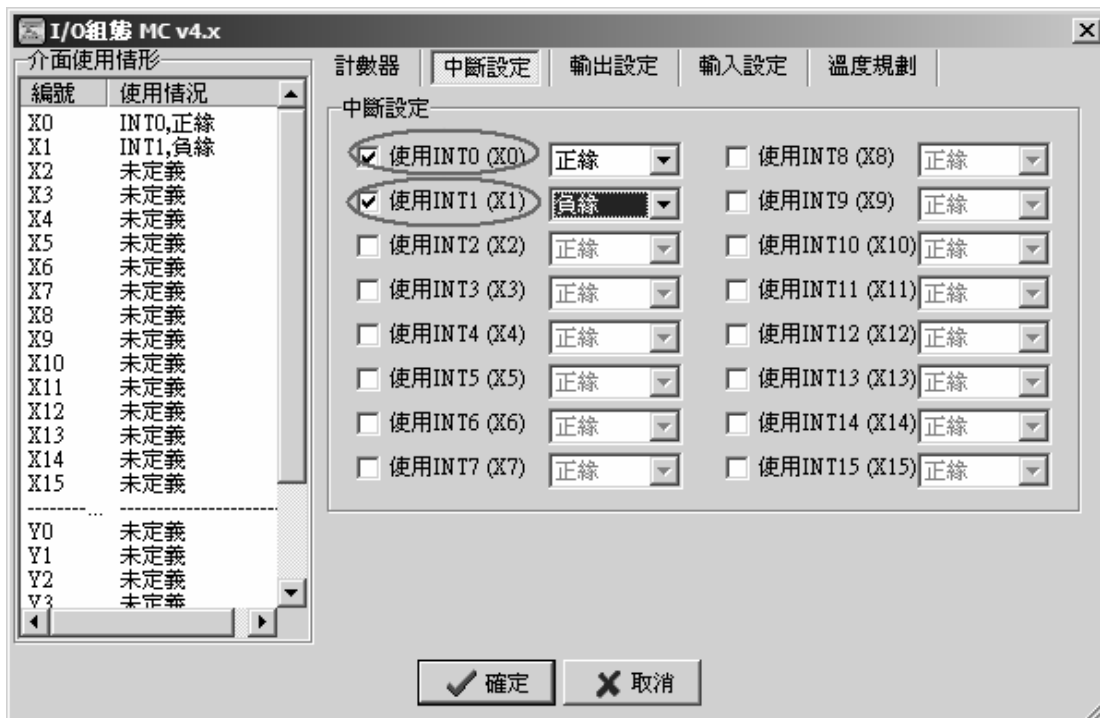 I/O組態 MC v4.x
介面使用情形
編號 使用情況
X0 INT0,正緣
X1 INT1,負緣
X2 未定義
X3 未定義
X4 未定義
X5 未定義
X6 未定義
X7 未定義
X8 未定義
X9 未定義
X10 未定義
X11 未定義
X12 未定義
X13 未定義
X14 未定義
X15 未定義
--------... ----------------------
Y0 未定義
Y1 未定義
Y2 未定義
Y3 未定義
計數器 中斷設定 輸出設定 輸入設定 溫度規劃
中斷設定
使用INT0 (X0) 正緣 使用INT8 (X8) 正緣
使用INT1 (X1) 負緣 使用INT9 (X9) 正緣
使用INT2 (X2) 正緣 使用INT10 (X10) 正緣
使用INT3 (X3) 正緣 使用INT11 (X11) 正緣
使用INT4 (X4) 正緣 使用INT12 (X12) 正緣
使用INT5 (X5) 正緣 使用INT13 (X13) 正緣
使用INT6 (X6) 正緣 使用INT14 (X14) 正緣
使用INT7 (X7) 正緣 使用INT15 (X15) 正緣
確定 取消